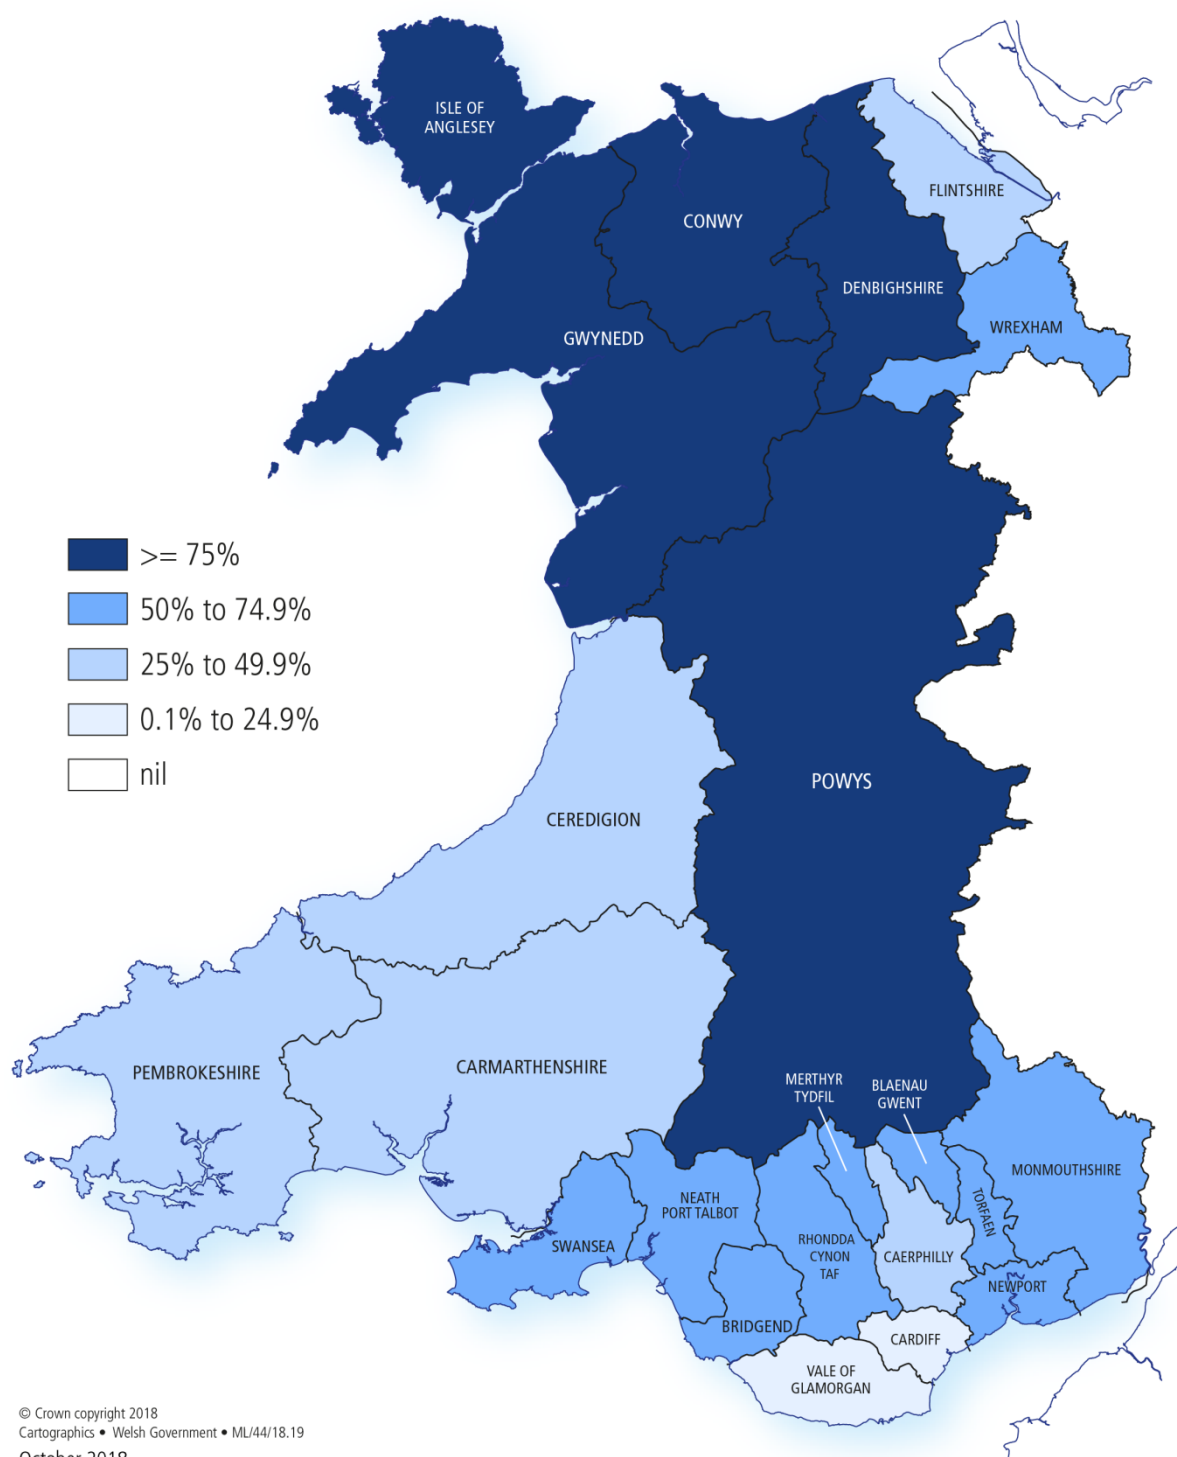 ISLE OF
ANGLESEY
CONWY
FLINTSHIRE
DENBIGHSHIRE
WREXHAM
GWYNEDD
>= 75%
50% to 74.9%
25% to 49.9%
0.1% to 24.9%
nil
POWYS
CEREDIGION
PEMBROKESHIRE
CARMARTHENSHIRE
MERTHYR
TYDFIL
BLAENAU
GWENT
MONMOUTHSHIRE
NEATH
PORT TALBOT
TORFAEN
SWANSEA
RHONDDA
CYNON
TAF
CAERPHILLY
NEWPORT
BRIDGEND
CARDIFF
VALE OF
GLAMORGAN
© Crown copyright 2018
Cartographics • Welsh Government • ML/44/18.19
October 2018